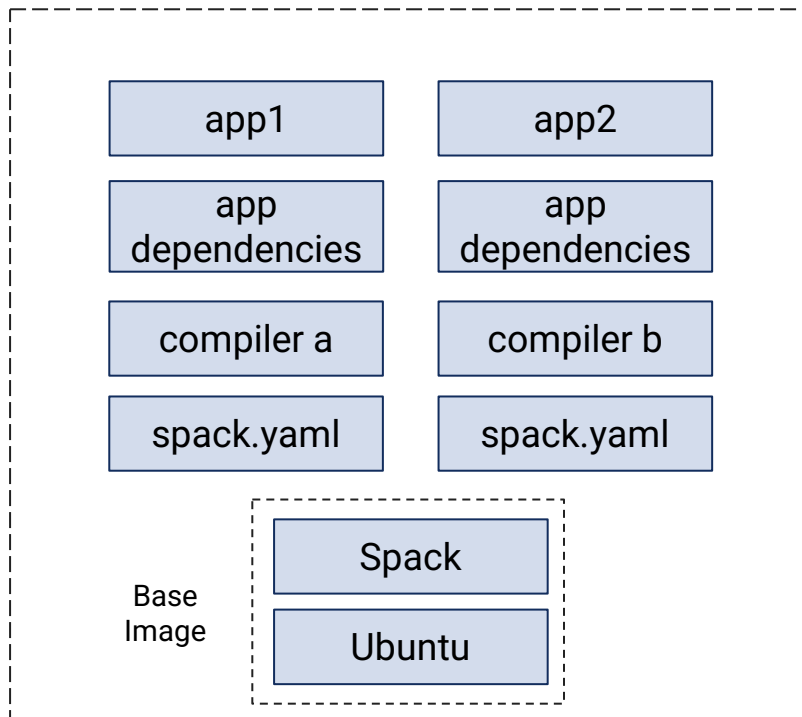 app1
app2
app
dependencies
app
dependencies
compiler a
compiler b
spack.yaml
spack.yaml
Spack
Base
Image
Ubuntu